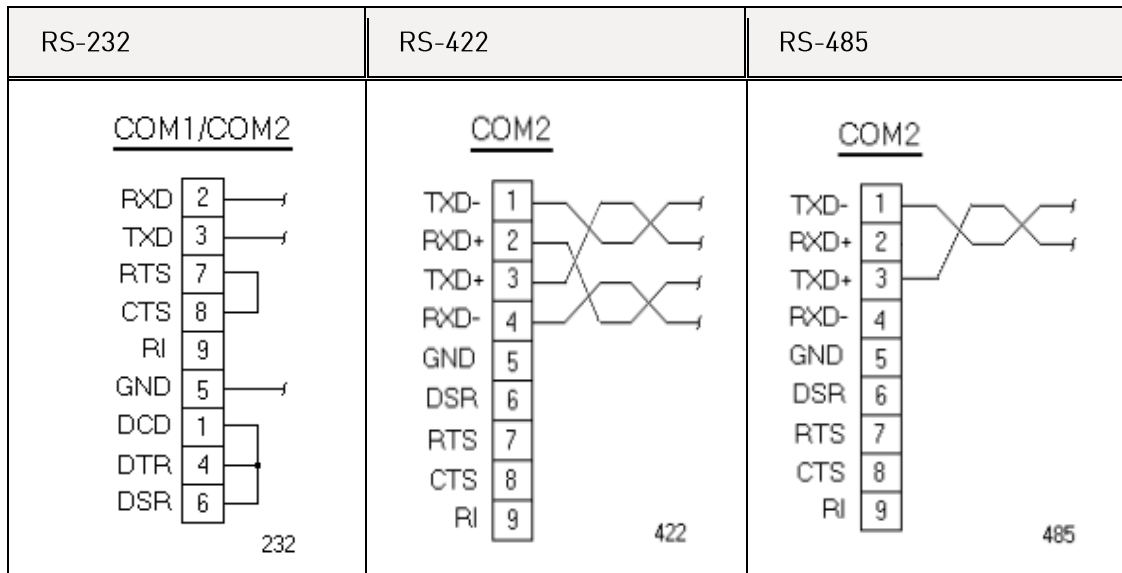 RS-232
RS-422
RS-485
COM1/COM2
RXD 2
TXD 3
RTS 7
CTS 8
RI 9
GND 5
DCD 1
DTR 4
DSR 6
232
COM2
TXD- 1
RXD+ 2
TXD+ 3
RXD- 4
GND 5
DSR 6
RTS 7
CTS 8
RI 9
422
COM2
TXD- 1
RXD+ 2
TXD+ 3
RXD- 4
GND 5
DSR 6
RTS 7
CTS 8
RI 9
485